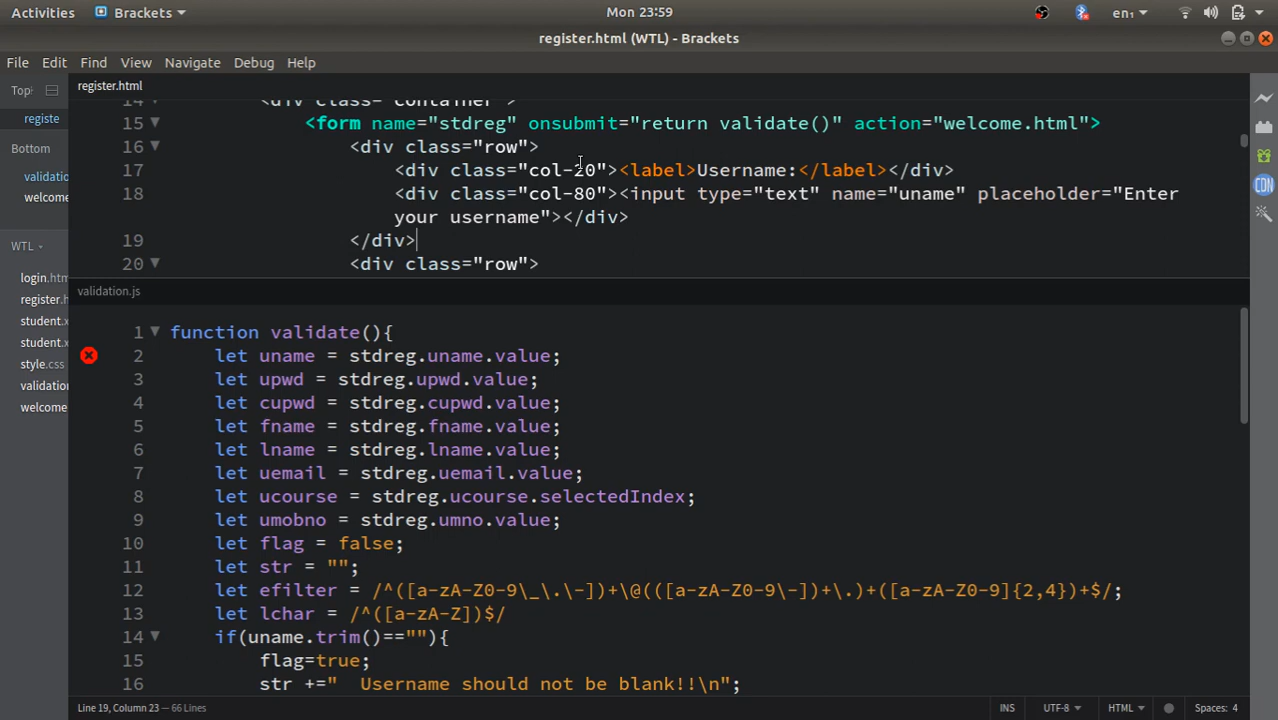 Activities Brackets Mon 23:59 en₁
register.html (WTL) - Brackets
File Edit Find View Navigate Debug Help
Top
registe
Bottom
validatio
welcome
WTL
login.htm
register.h
student.x
student.x
style.css
validation
welcome
register.html
14 <div class="container">
15 <form name="stdreg" onsubmit="return validate()" action="welcome.html">
16 <div class="row">
17 <div class="col-20"><label>Username:</label></div>
18 <div class="col-80"><input type="text" name="uname" placeholder="Enter
your username"></div>
19 </div>
20 <div class="row">
validation.js
1 function validate(){
2 let uname = stdreg.uname.value;
3 let upwd = stdreg.upwd.value;
4 let cupwd = stdreg.cupwd.value;
5 let fname = stdreg.fname.value;
6 let lname = stdreg.lname.value;
7 let uemail = stdreg.uemail.value;
8 let ucourse = stdreg.ucourse.selectedIndex;
9 let umobno = stdreg.umno.value;
10 let flag = false;
11 let str = "";
12 let efilter = /^([a-zA-Z0-9\_\.\-])+\@(([a-zA-Z0-9\-])+\.)+([a-zA-Z0-9]{2,4})+$/;
13 let lchar = /^([a-zA-Z])$/
14 if(uname.trim()==""){
15 flag=true;
16 str +="  Username should not be blank!!\n";
Line 19, Column 23 — 66 Lines INS UTF-8 HTML Spaces: 4
CDN